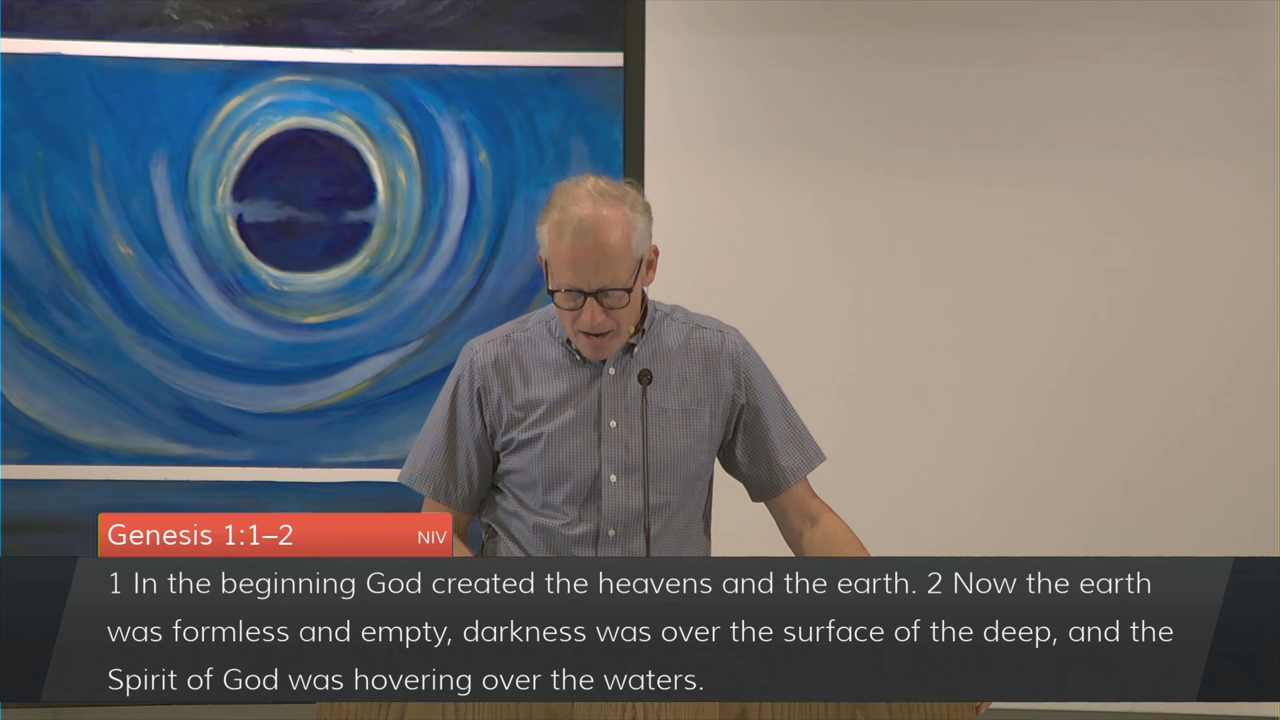 Genesis 1:1–2 NIV
1 In the beginning God created the heavens and the earth. 2 Now the earth
was formless and empty, darkness was over the surface of the deep, and the
Spirit of God was hovering over the waters.